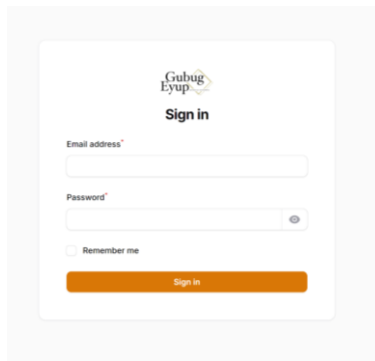 Gubug
Eyup
Sign in
Email address*
Password*
Remember me
Sign in